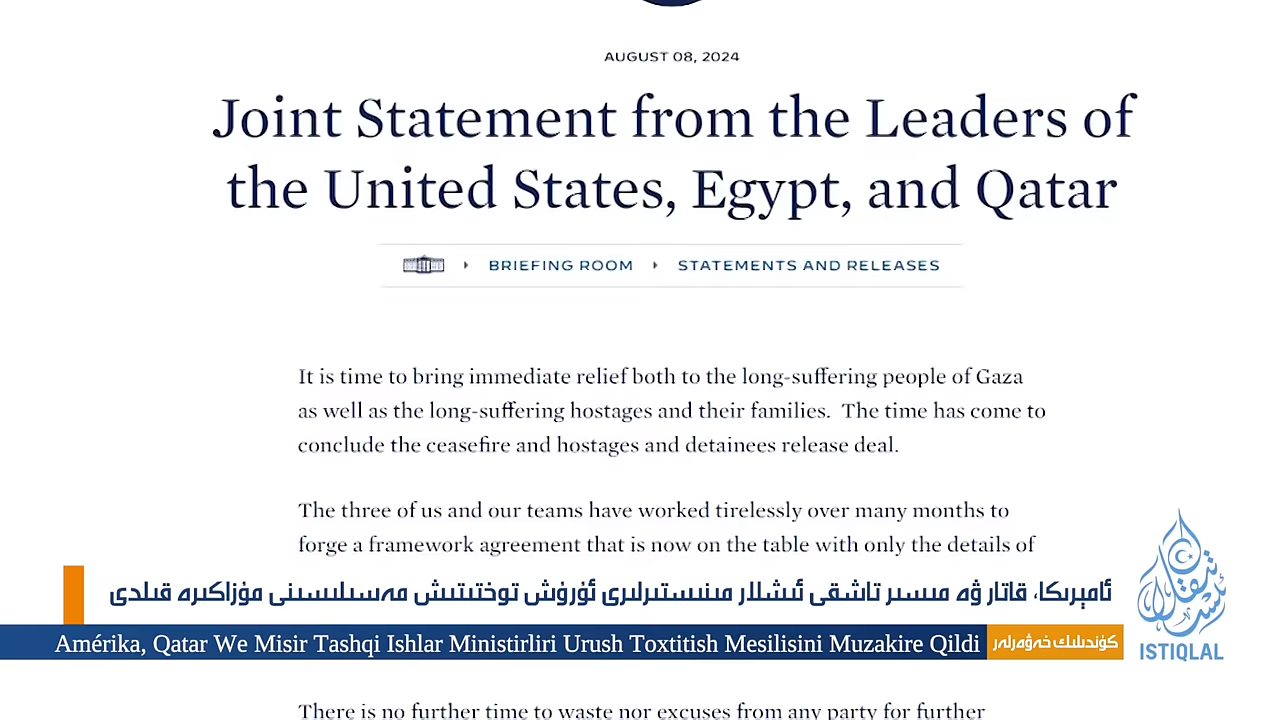 AUGUST 08, 2024
Joint Statement from the Leaders of
the United States, Egypt, and Qatar
BRIEFING ROOM
STATEMENTS AND RELEASES
It is time to bring immediate relief both to the long-suffering people of Gaza
as well as the long-suffering hostages and their families. The time has come to
conclude the ceasefire and hostages and detainees release deal.
The three of us and our teams have worked tirelessly over many months to
forge a framework agreement that is now on the table with only the details of
ئامېرىكا، قاتار ۋە مىسىر تاشقى ئىشلار مىنىستىرلىرى ئۇرۇش توختىتىش مەسىلىسىنى مۇزاكىرە قىلدى
Amérika, Qatar We Misir Tashqi Ishlar Ministirliri Urush Toxtitish Mesilisini Muzakire Qildi
كۈندىلىك خەۋەرلەر
ئىستىقلال
ISTIQLAL
There is no further time to waste nor excuses from any party for further